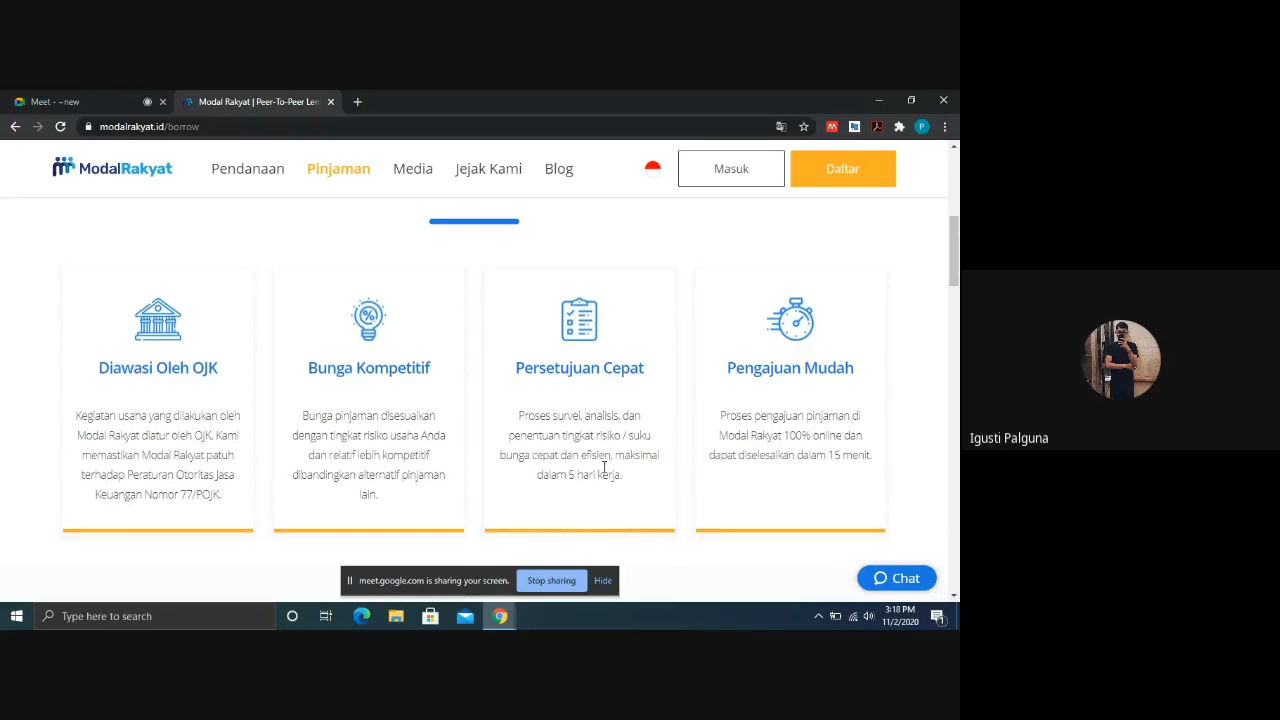 Meet - ~new
Modal Rakyat | Peer-To-Peer Len
modalrakyat.id/borrow
P
ModalRakyat
Pendanaan
Pinjaman
Media
Jejak Kami
Blog
Masuk
Daftar
%
Diawasi Oleh OJK
Kegiatan usaha yang dilakukan oleh
Modal Rakyat diatur oleh OJK. Kami
memastikan Modal Rakyat patuh
terhadap Peraturan Otoritas Jasa
Keuangan Nomor 77/POJK.
Bunga Kompetitif
Bunga pinjaman disesuaikan
dengan tingkat risiko usaha Anda
dan relatif lebih kompetitif
dibandingkan alternatif pinjaman
lain.
Persetujuan Cepat
Proses survei, analisis, dan
penentuan tingkat risiko / suku
bunga cepat dan efisien, maksimal
dalam 5 hari kerja.
Pengajuan Mudah
Proses pengajuan pinjaman di
Modal Rakyat 100% online dan
dapat diselesaikan dalam 15 menit.
Igusti Palguna
meet.google.com is sharing your screen.
Stop sharing
Hide
Chat
Type here to search
3:18 PM
11/2/2020
1